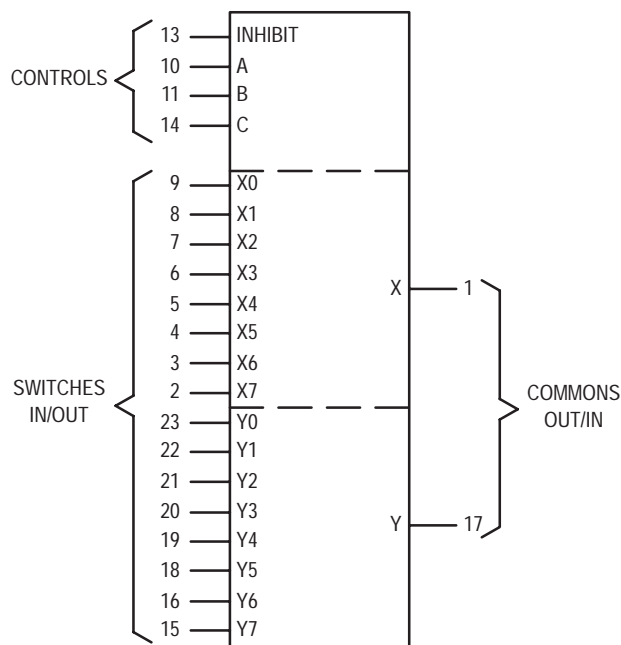 13 INHIBIT
10 A
CONTROLS
11 B
14 C
9 X0
8 X1
7 X2
6 X3
X 1
5 X4
4 X5
3 X6
2 X7
SWITCHES
IN/OUT
COMMONS
OUT/IN
23 Y0
22 Y1
21 Y2
20 Y3
Y 17
19 Y4
18 Y5
16 Y6
15 Y7